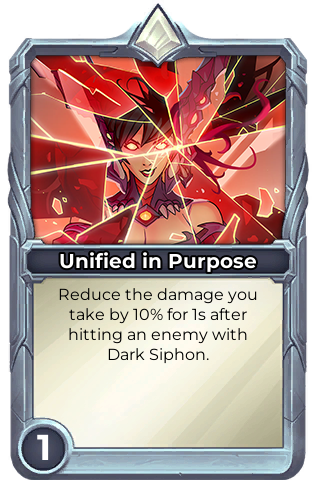 Unified in Purpose
Reduce the damage you
take by 10% for 1s after
hitting an enemy with
Dark Siphon.
1